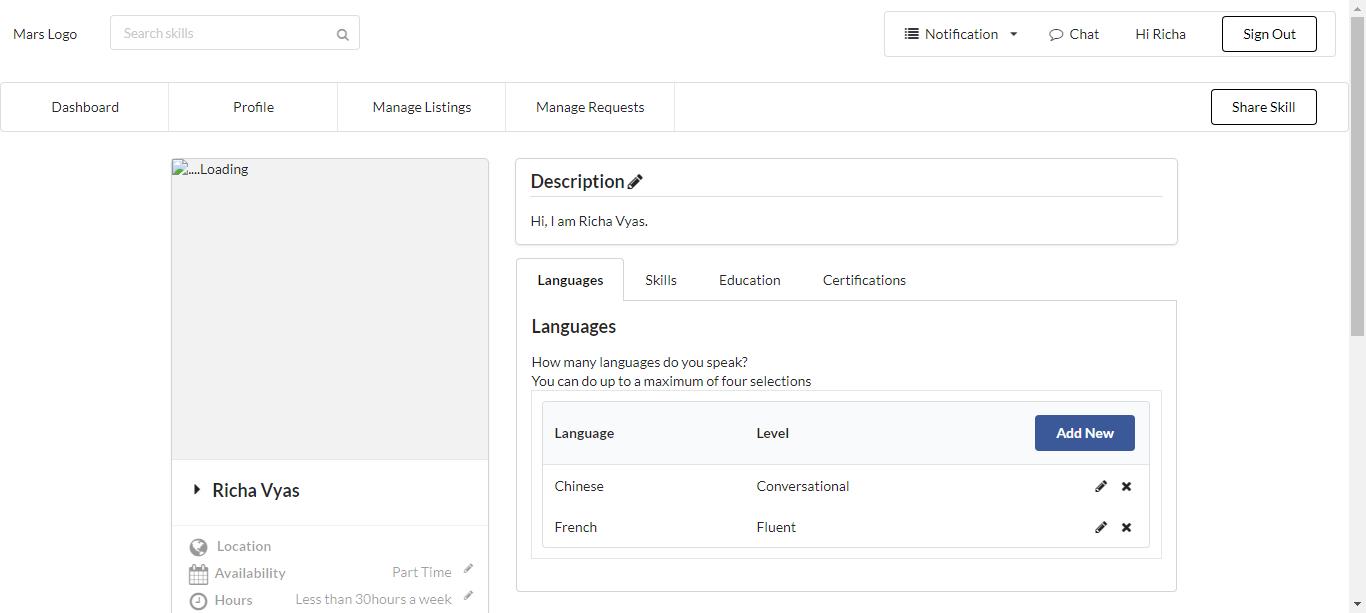 Mars Logo
Search skills
Notification
Chat
Hi Richa
Sign Out
Dashboard
Profile
Manage Listings
Manage Requests
Share Skill
....Loading
Richa Vyas
Location
Availability
Part Time
Hours
Less than 30hours a week
Description
Hi, I am Richa Vyas.
Languages
Skills
Education
Certifications
Languages
How many languages do you speak?
You can do up to a maximum of four selections
Language
Level
Add New
Chinese
Conversational
French
Fluent